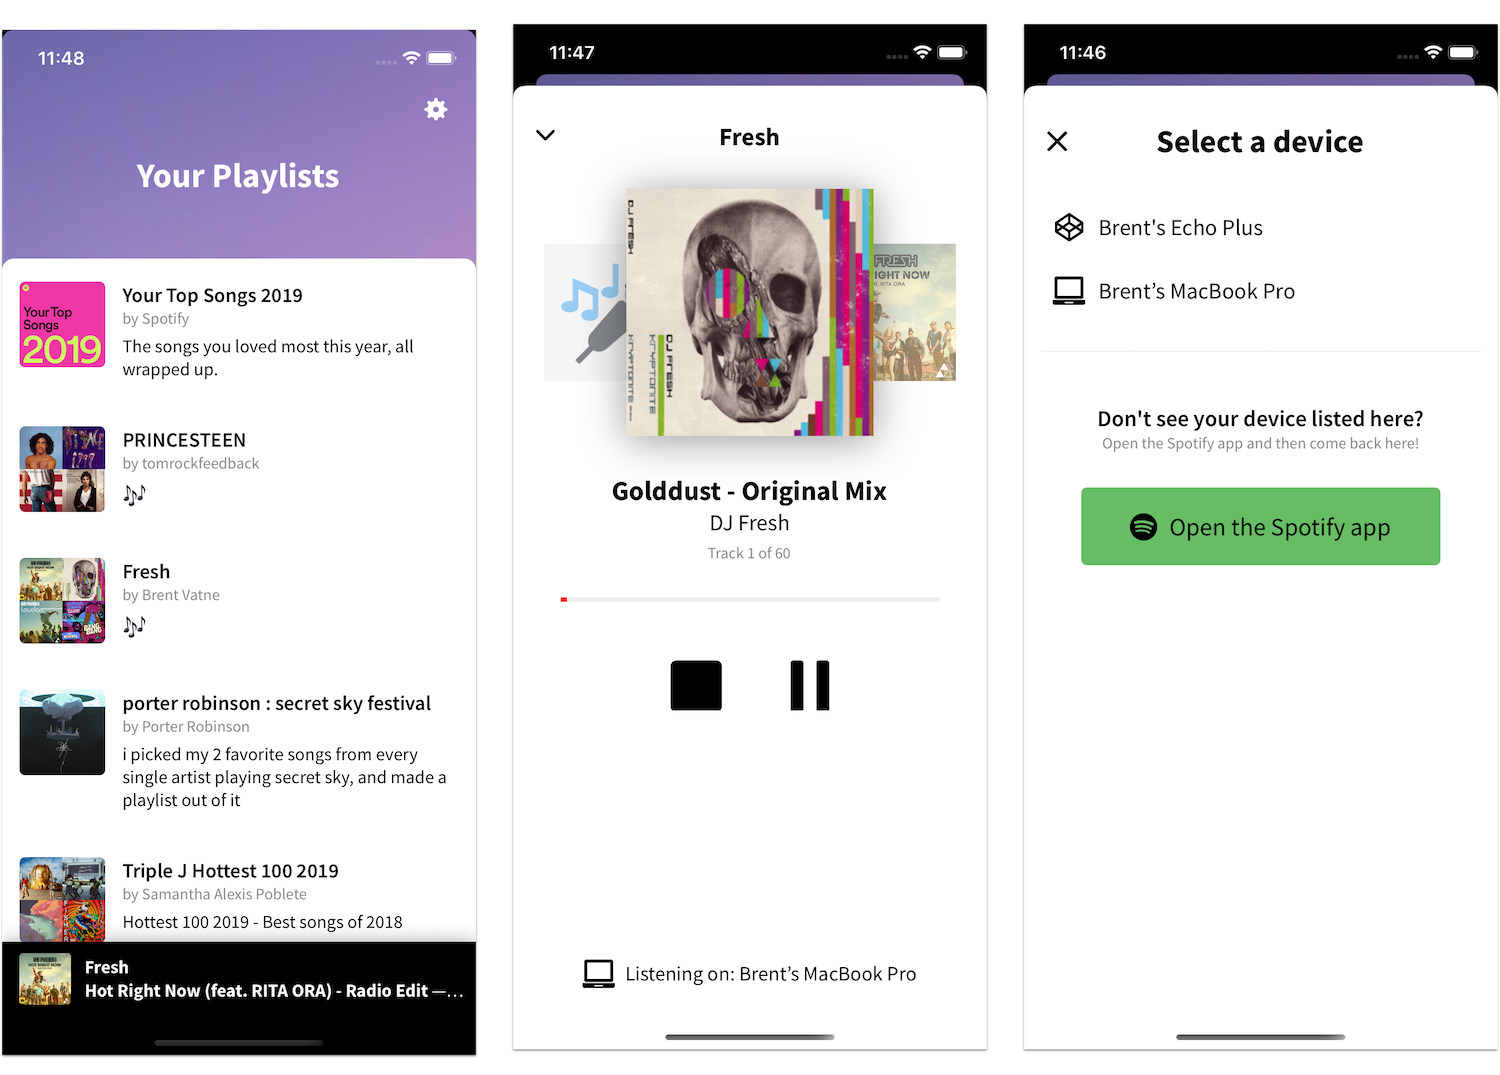 11:48
Your Playlists
Your Top
Songs
2019
Your Top Songs 2019
by Spotify
The songs you loved most this year, all
wrapped up.
PRINCESTEEN
by tomrockfeedback
Fresh
by Brent Vatne
porter robinson : secret sky festival
by Porter Robinson
i picked my 2 favorite songs from every
single artist playing secret sky, and made a
playlist out of it
Triple J Hottest 100 2019
by Samantha Alexis Poblete
Hottest 100 2019 - Best songs of 2018
Fresh
Hot Right Now (feat. RITA ORA) - Radio Edit —...
11:47
Fresh
DJ FRESH
KRYPTONITE
KRYPTONITE
DJ FRESH
FRESH
IGHT NOW
AT. RITA ORA
Golddust - Original Mix
DJ Fresh
Track 1 of 60
Listening on: Brent’s MacBook Pro
11:46
Select a device
Brent's Echo Plus
Brent’s MacBook Pro
Don't see your device listed here?
Open the Spotify app and then come back here!
Open the Spotify app